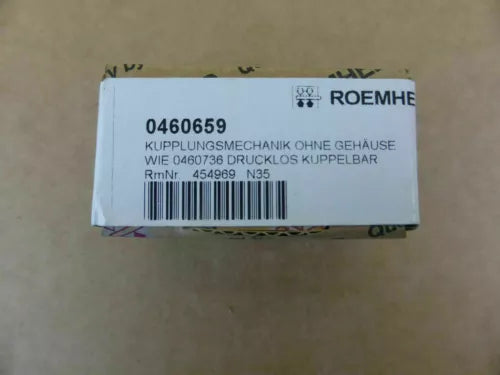 ROEMHE
0460659
KUPPLUNGSMECHANIK OHNE GEHÄUSE
WIE 0460736 DRUCKLOS KUPPELBAR
RmNr. 454969 N35